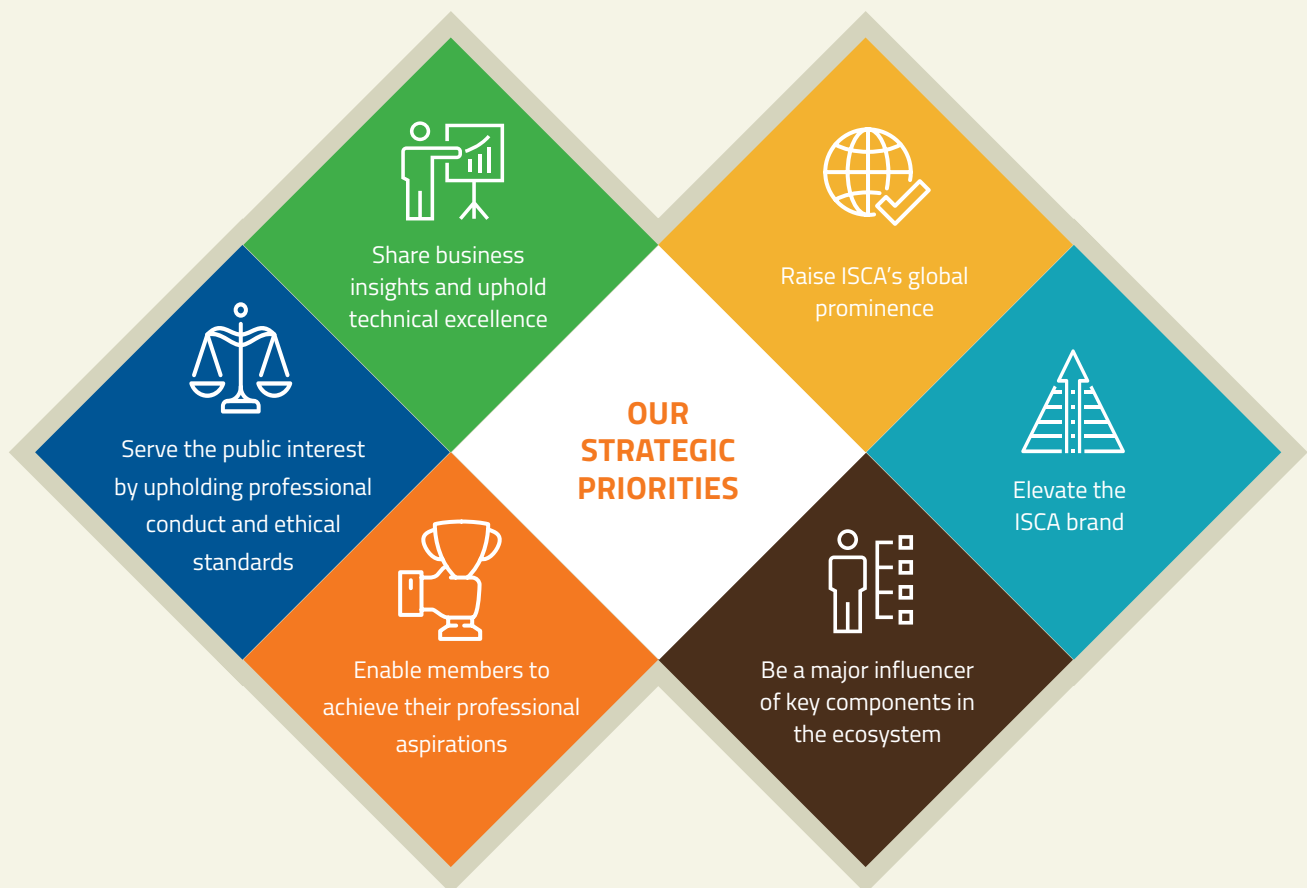 Share business
insights and uphold
technical excellence
Raise ISCA's global
prominence
Serve the public interest
by upholding professional
conduct and ethical
standards
OUR
STRATEGIC
PRIORITIES
Elevate the
ISCA brand
Enable members to
achieve their professional
aspirations
Be a major influencer
of key components in
the ecosystem